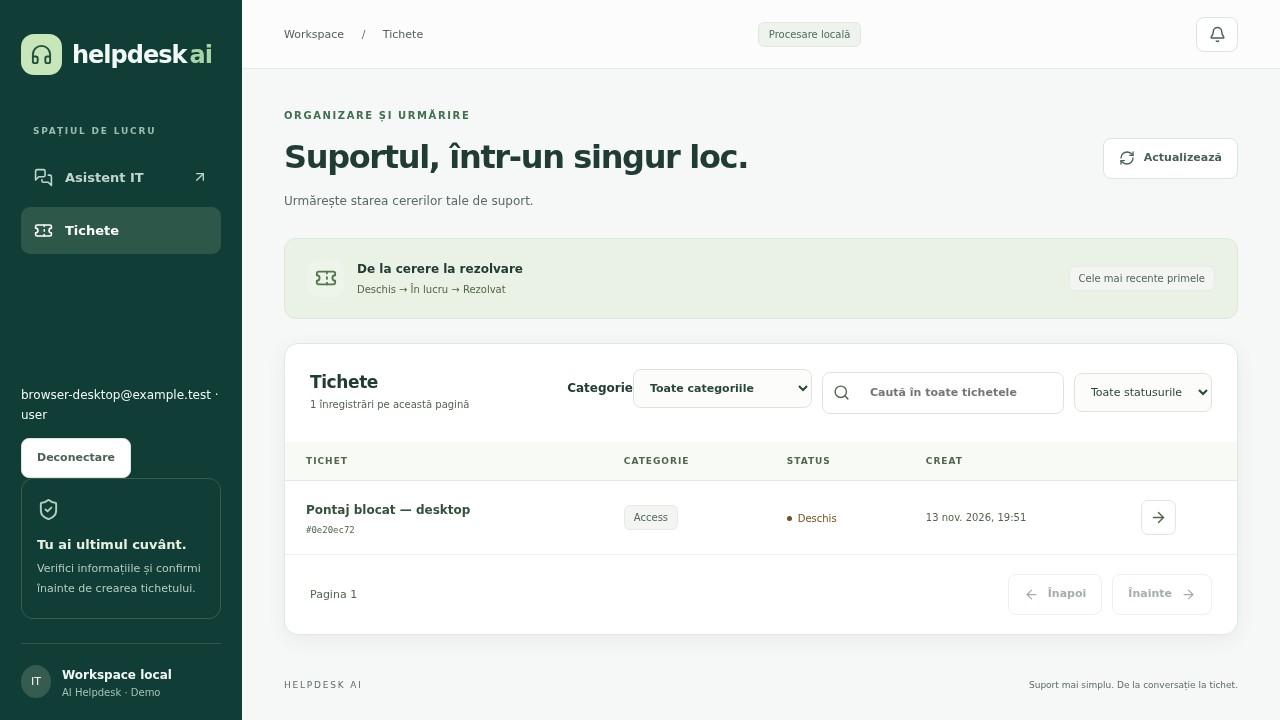 helpdesk ai
SPAȚIUL DE LUCRU
Asistent IT
Tichete
browser-desktop@example.test ·
user
Deconectare
Tu ai ultimul cuvânt.
Verifici informațiile și confirmi
înainte de crearea tichetului.
IT
Workspace local
AI Helpdesk · Demo
Workspace / Tichete
Procesare locală
ORGANIZARE ȘI URMĂRIRE
Suportul, într-un singur loc.
Actualizează
Urmărește starea cererilor tale de suport.
De la cerere la rezolvare
Deschis → În lucru → Rezolvat
Cele mai recente primele
Tichete
1 înregistrări pe această pagină
Categorie Toate categoriile
Caută în toate tichetele
Toate statusurile
TICHET CATEGORIE STATUS CREAT
Pontaj blocat — desktop
#0e20ec72
Access
Deschis
13 nov. 2026, 19:51
Pagina 1
← Înapoi
Înainte →
HELPDESK AI
Suport mai simplu. De la conversație la tichet.